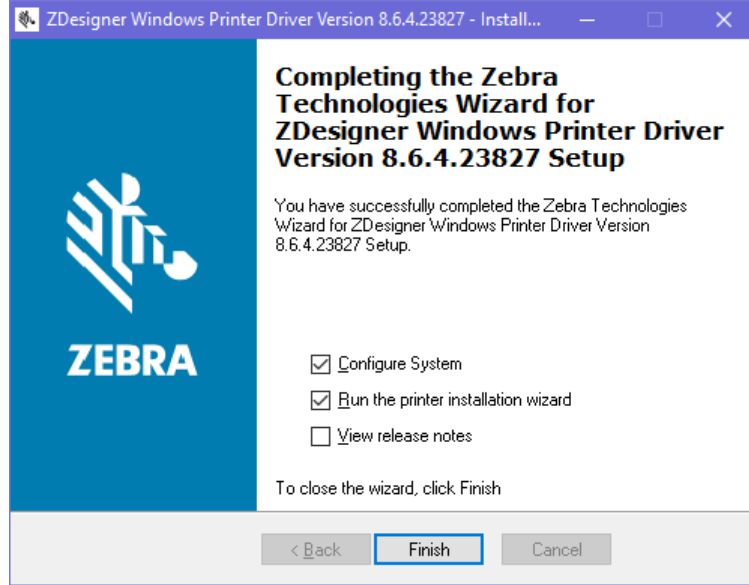 ZDesigner Windows Printer Driver Version 8.6.4.23827 - Install...
Completing the Zebra
Technologies Wizard for
ZDesigner Windows Printer Driver
Version 8.6.4.23827 Setup
You have successfully completed the Zebra Technologies
Wizard for ZDesigner Windows Printer Driver Version
8.6.4.23827 Setup.
ZEBRA
Configure System
Run the printer installation wizard
View release notes
To close the wizard, click Finish
< Back Finish Cancel